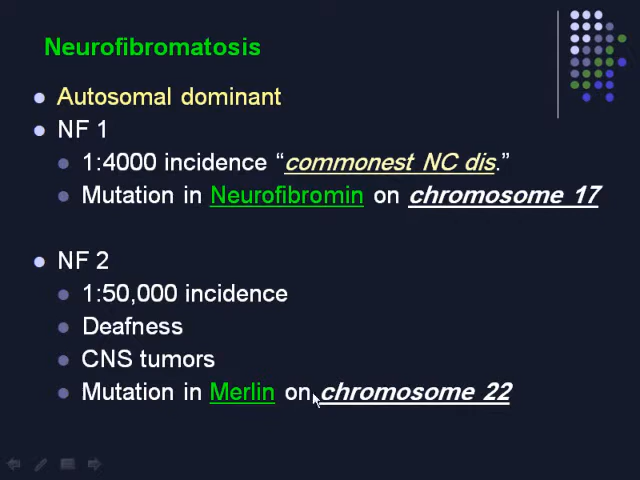 Neurofibromatosis
Autosomal dominant
NF 1
1:4000 incidence “commonest NC dis.”
Mutation in Neurofibromin on chromosome 17
NF 2
1:50,000 incidence
Deafness
CNS tumors
Mutation in Merlin on chromosome 22